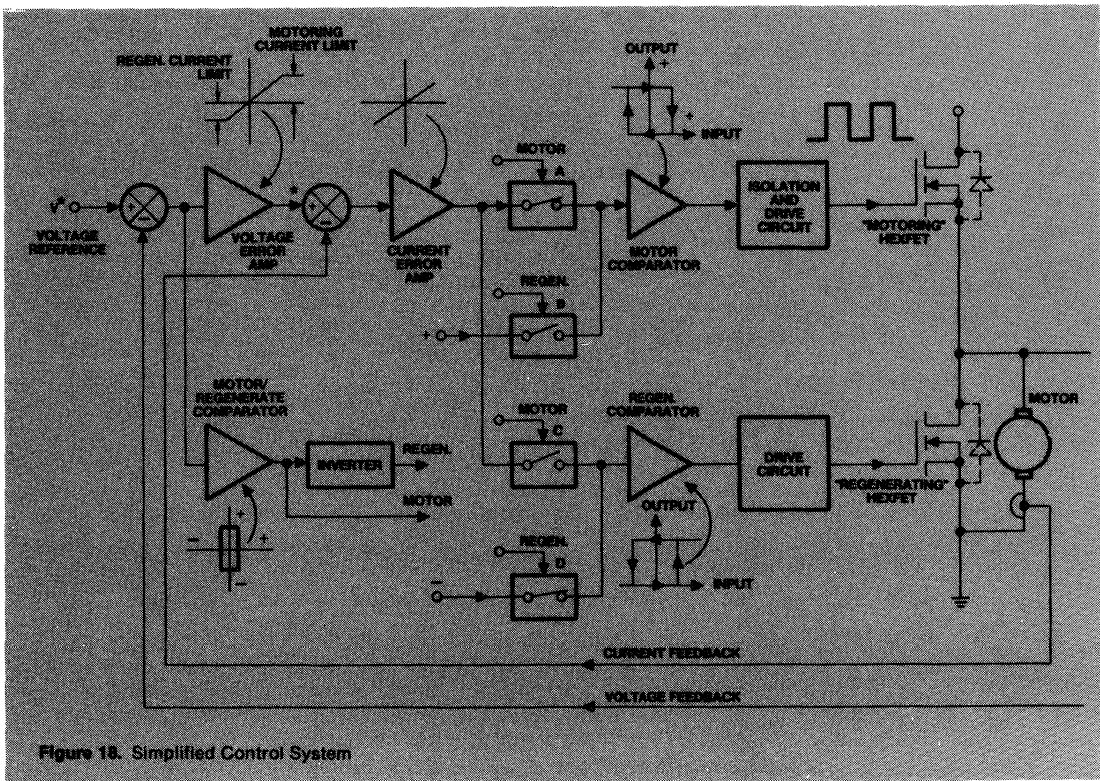 MOTORING
CURRENT LIMIT
REGEN. CURRENT
LIMIT
OUTPUT
+
+
INPUT
MOTOR
A
V*
VOLTAGE
REFERENCE
+
−
VOLTAGE
ERROR
AMP
*
+
−
CURRENT
ERROR
AMP
MOTOR
COMPARATOR
ISOLATION
AND
DRIVE
CIRCUIT
"MOTORING"
HEXFET
REGEN.
B
+
MOTOR/
REGENERATE
COMPARATOR
INVERTER
REGEN.
MOTOR
−
+
+
−
MOTOR
C
REGEN.
COMPARATOR
DRIVE
CIRCUIT
"REGENERATING"
HEXFET
MOTOR
OUTPUT
INPUT
REGEN.
D
−
CURRENT FEEDBACK
VOLTAGE FEEDBACK
Figure 18. Simplified Control System